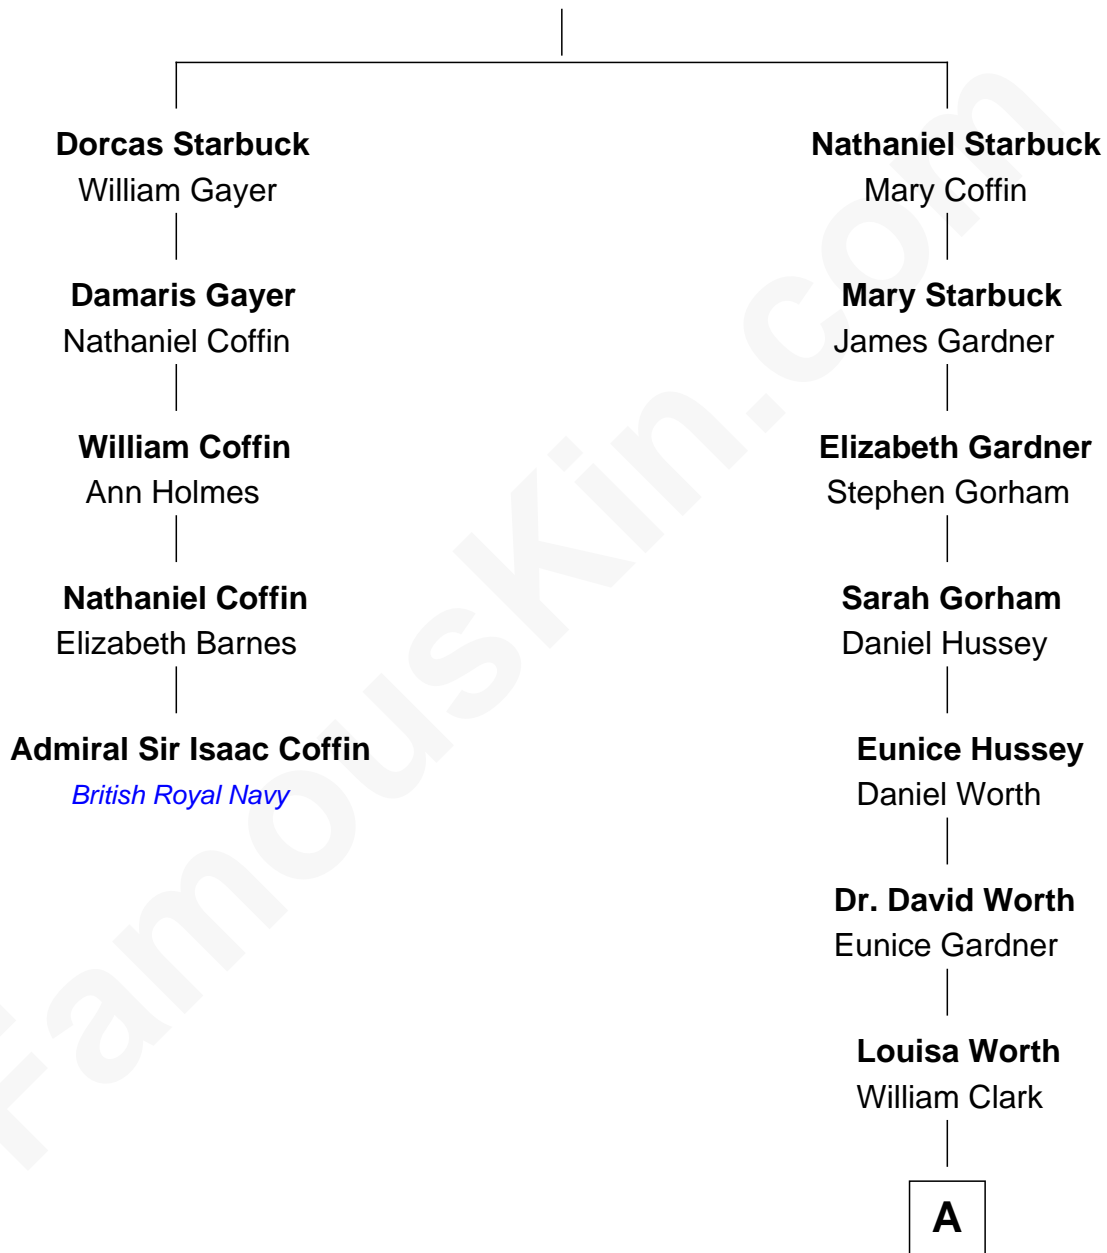 Dorcas Starbuck
William Gayer
Damaris Gayer
Nathaniel Coffin
William Coffin
Ann Holmes
Nathaniel Coffin
Elizabeth Barnes
Admiral Sir Isaac Coffin
British Royal Navy
Nathaniel Starbuck
Mary Coffin
Mary Starbuck
James Gardner
Elizabeth Gardner
Stephen Gorham
Sarah Gorham
Daniel Hussey
Eunice Hussey
Daniel Worth
Dr. David Worth
Eunice Gardner
Louisa Worth
William Clark
A
FamousKin.com